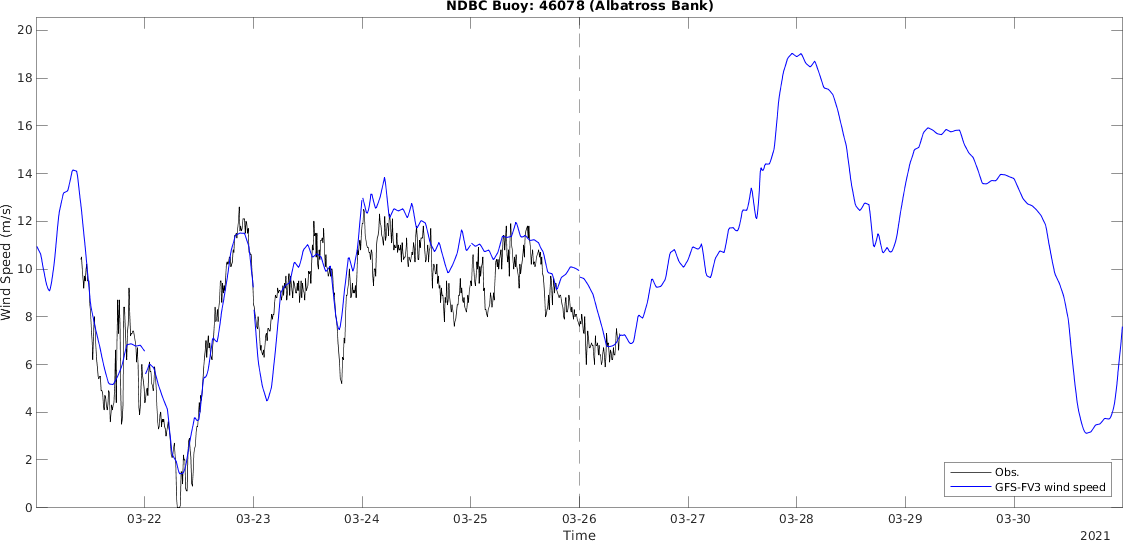 NDBC Buoy: 46078 (Albatross Bank)
Wind Speed (m/s)
20
18
16
14
12
10
8
6
4
2
0
03-22 03-23 03-24 03-25 03-26 03-27 03-28 03-29 03-30
Time
2021
Obs.
GFS-FV3 wind speed